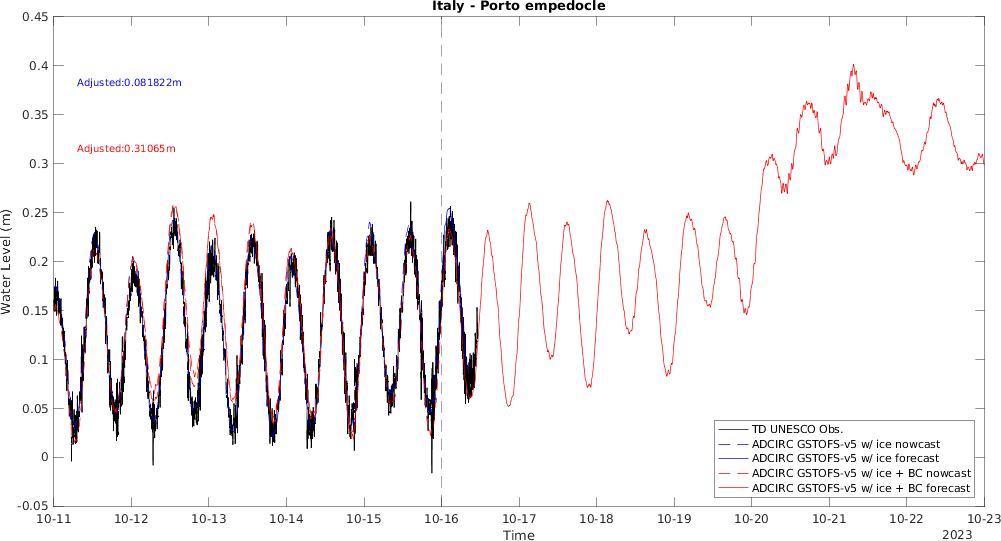 Italy - Porto empedocle
0.45
0.4
0.35
0.3
0.25
0.2
0.15
0.1
0.05
0
-0.05
Water Level (m)
Adjusted:0.081822m
Adjusted:0.31065m
TD UNESCO Obs.
ADCIRC GSTOFS-v5 w/ ice nowcast
ADCIRC GSTOFS-v5 w/ ice forecast
ADCIRC GSTOFS-v5 w/ ice + BC nowcast
ADCIRC GSTOFS-v5 w/ ice + BC forecast
10-11 10-12 10-13 10-14 10-15 10-16 10-17 10-18 10-19 10-20 10-21 10-22 10-23
Time
2023